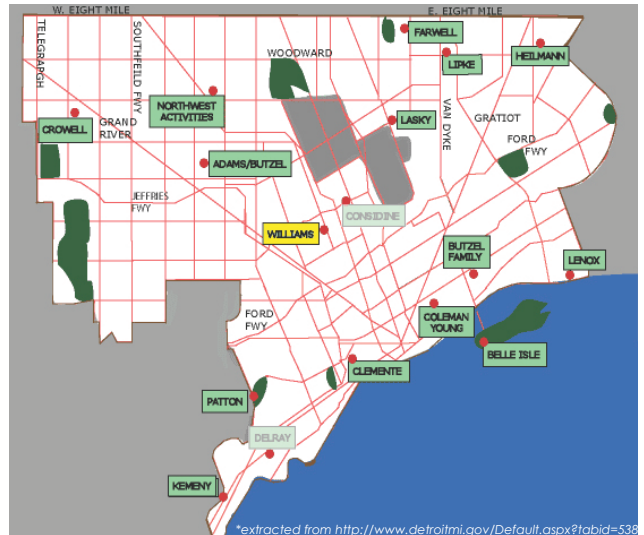 W. EIGHT MILE
E. EIGHT MILE
TELEGRAPGH
SOUTHFEILD FWY
WOODWARD
FARWELL
LIPKE
HEILMANN
NORTHWEST
ACTIVITIES
CROWELL
GRAND
RIVER
LASKY
VAN DYKE
GRATIOT
FORD
FWY
ADAMS/BUTZEL
JEFFRIES
FWY
CONSIDINE
WILLIAMS
BUTZEL
FAMILY
LENOX
FORD
FWY
COLEMAN
YOUNG
BELLE ISLE
CLEMENTE
PATTON
DELRAY
KEMENY
*extracted from http://www.detroitmi.gov/Default.aspx?tabid=538